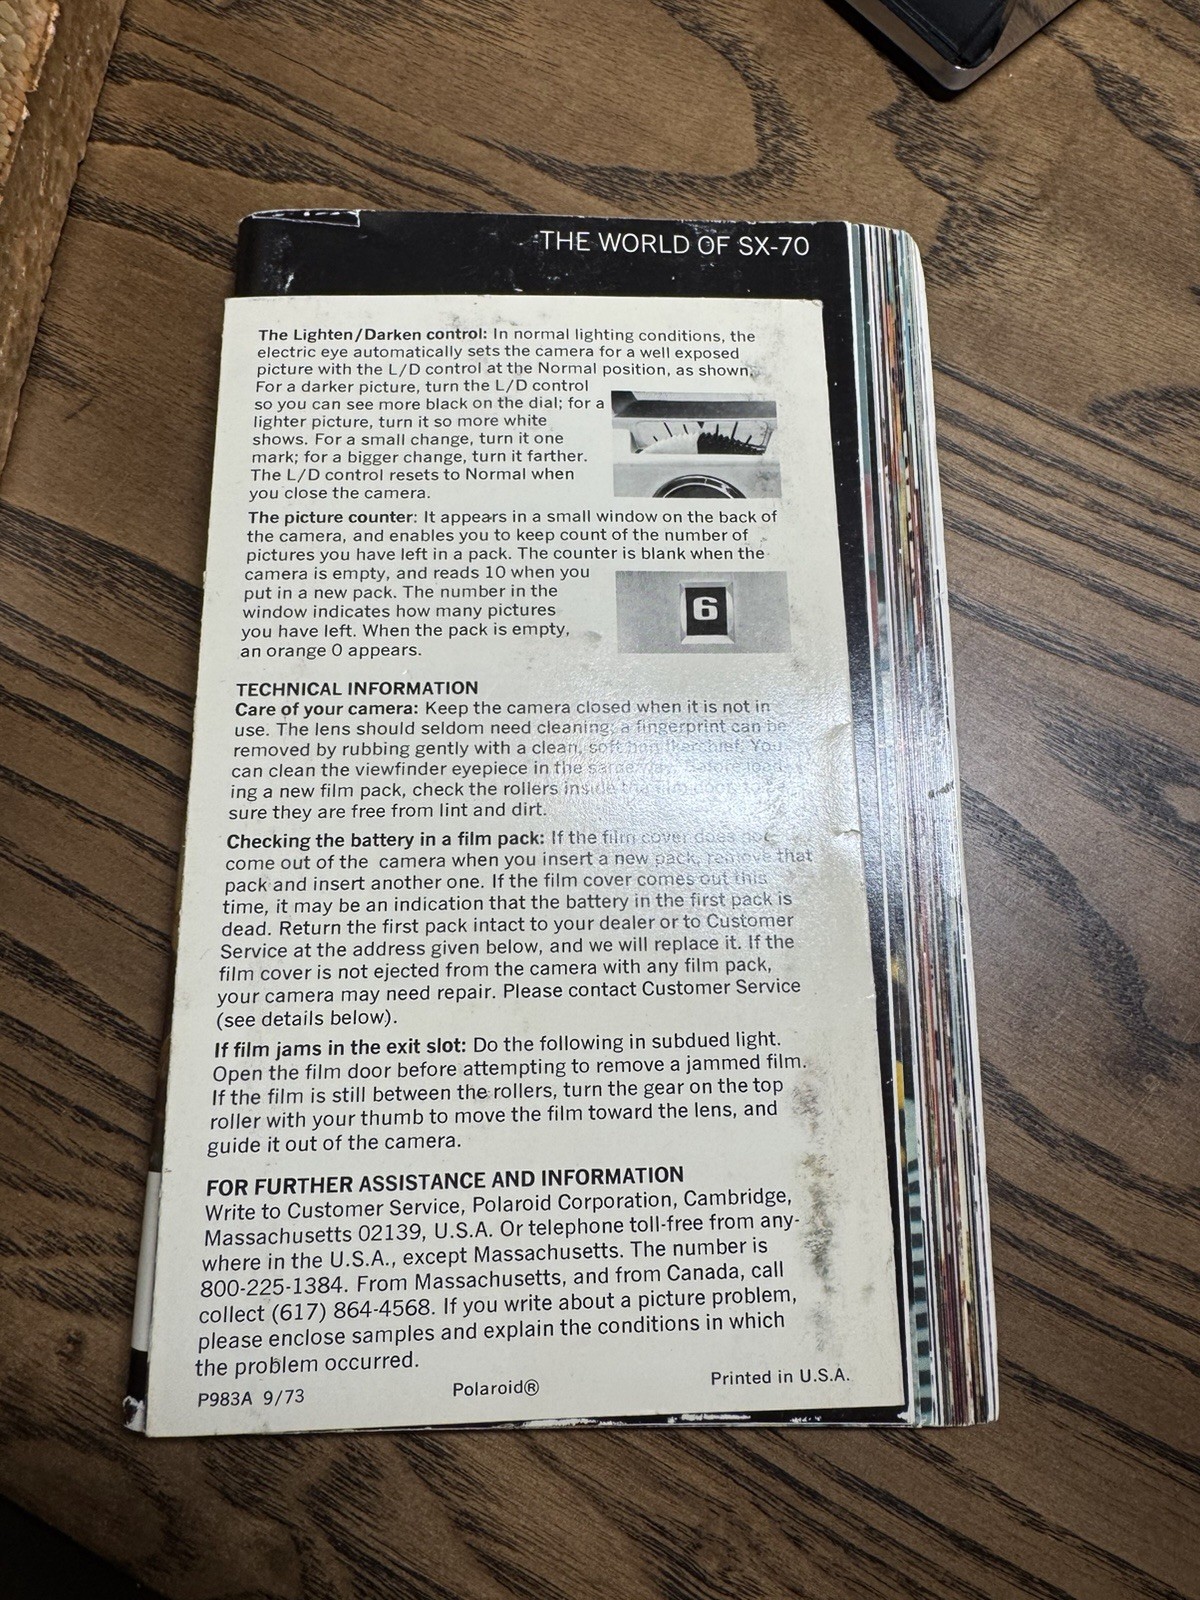 THE WORLD OF SX-70
The Lighten/Darken control: In normal lighting conditions, the
electric eye automatically sets the camera for a well exposed
picture with the L/D control at the Normal position, as shown.
For a darker picture, turn the L/D control
so you can see more black on the dial; for a
lighter picture, turn it so more white
shows. For a small change, turn it one
mark; for a bigger change, turn it farther.
The L/D control resets to Normal when
you close the camera.
The picture counter: It appears in a small window on the back of
the camera, and enables you to keep count of the number of
pictures you have left in a pack. The counter is blank when the
camera is empty, and reads 10 when you
put in a new pack. The number in the
window indicates how many pictures
you have left. When the pack is empty,
an orange 0 appears.
6
TECHNICAL INFORMATION
Care of your camera: Keep the camera closed when it is not in
use. The lens should seldom need cleaning; a fingerprint can be
removed by rubbing gently with a clean, soft handkerchief. You
can clean the viewfinder eyepiece in the same way. Before load-
ing a new film pack, check the rollers inside the film door to be
sure they are free from lint and dirt.
Checking the battery in a film pack: If the film cover does not
come out of the camera when you insert a new pack, remove that
pack and insert another one. If the film cover comes out this
time, it may be an indication that the battery in the first pack is
dead. Return the first pack intact to your dealer or to Customer
Service at the address given below, and we will replace it. If the
film cover is not ejected from the camera with any film pack,
your camera may need repair. Please contact Customer Service
(see details below).
If film jams in the exit slot: Do the following in subdued light.
Open the film door before attempting to remove a jammed film.
If the film is still between the rollers, turn the gear on the top
roller with your thumb to move the film toward the lens, and
guide it out of the camera.
FOR FURTHER ASSISTANCE AND INFORMATION
Write to Customer Service, Polaroid Corporation, Cambridge,
Massachusetts 02139, U.S.A. Or telephone toll-free from any-
where in the U.S.A., except Massachusetts. The number is
800-225-1384. From Massachusetts, and from Canada, call
collect (617) 864-4568. If you write about a picture problem,
please enclose samples and explain the conditions in which
the problem occurred.
P983A 9/73 Polaroid® Printed in U.S.A.